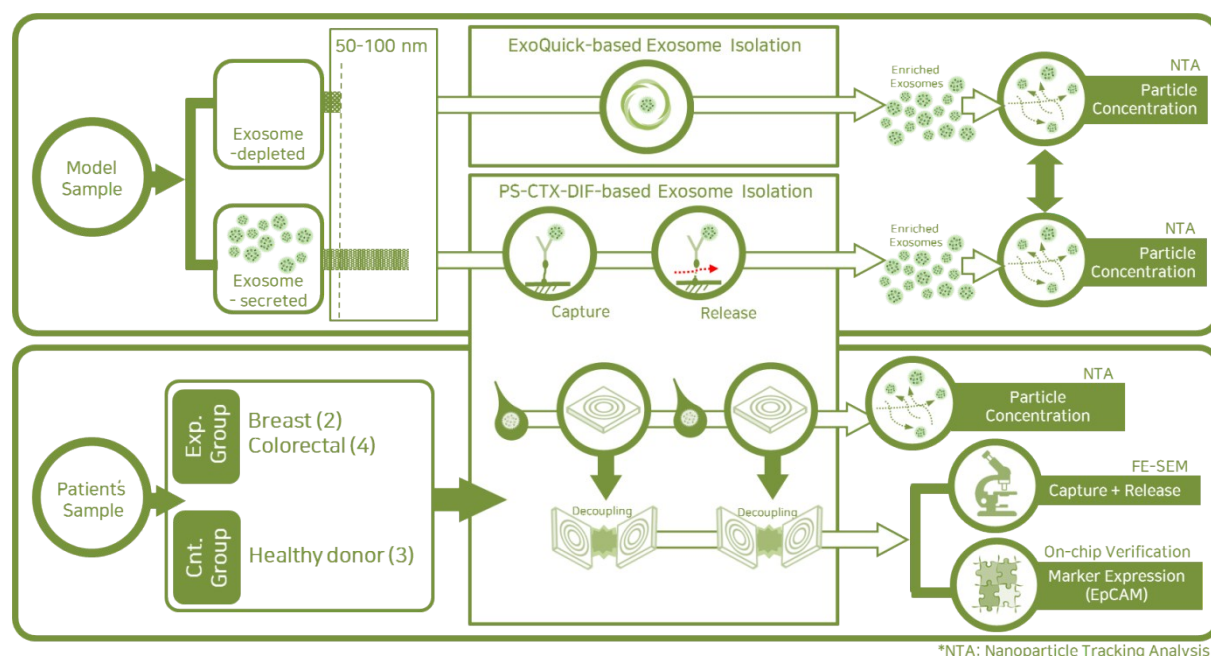 50-100 nm
ExoQuick-based Exosome Isolation
Enriched
Exosomes
NTA
Particle
Concentration
Exosome
-depleted
Model
Sample
PS-CTX-DIF-based Exosome Isolation
Exosome
- secreted
Capture
Release
Enriched
Exosomes
NTA
Particle
Concentration
Patient's
Sample
Exp.
Group
Breast (2)
Colorectal (4)
Cnt.
Group
Healthy donor (3)
Decoupling
Decoupling
NTA
Particle
Concentration
FE-SEM
Capture + Release
On-chip Verification
Marker Expression
(EpCAM)
*NTA: Nanoparticle Tracking Analysis